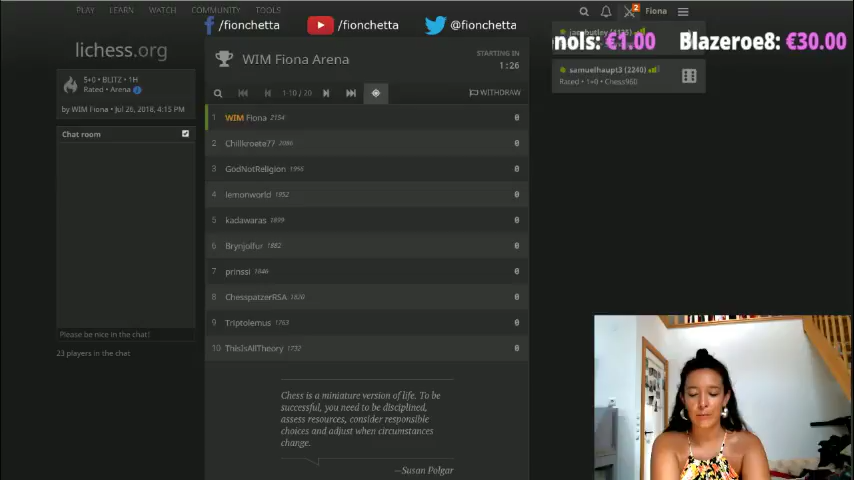 PLAY LEARN WATCH COMMUNITY TOOLS
/fionchetta /fionchetta @fionchetta
2 Fiona
nols: €1.00 Blazeroe8: €30.00
lichess.org
WIM Fiona Arena
STARTING IN
1:26
5+0 • BLITZ • 1H
Rated • Arena
by WIM Fiona • Jul 26, 2018, 4:15 PM
samuelhaupt3 (2240)
Rated • 1+0 • Chess960
1-10 / 20
WITHDRAW
Chat room
1 WIM Fiona 2154 0
2 Chillkroete77 2086 0
3 GodNotReligion 1956 0
4 lemonworld 1952 0
5 kadawaras 1899 0
6 Brynjolfur 1882 0
7 prinssi 1846 0
8 ChesspatzerRSA 1820 0
9 Triptolemus 1763 0
10 ThisIsAllTheory 1732 0
Please be nice in the chat!
23 players in the chat
Chess is a miniature version of life. To be
successful, you need to be disciplined,
assess resources, consider responsible
choices and adjust when circumstances
change.
—Susan Polgar